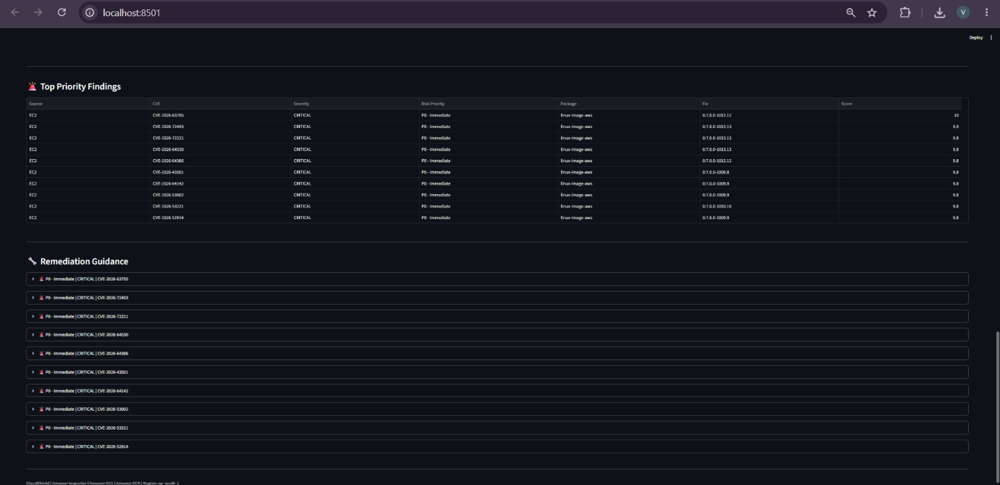 localhost:8501
V
Deploy
Top Priority Findings
Source CVE Severity Risk Priority Package Fix Score
EC2 CVE-2026-63795 CRITICAL P0 - Immediate linux-image-aws 0:7.0.0-1012.12 10
EC2 CVE-2026-72493 CRITICAL P0 - Immediate linux-image-aws 0:7.0.0-1013.13 9.9
EC2 CVE-2026-72221 CRITICAL P0 - Immediate linux-image-aws 0:7.0.0-1013.13 9.8
EC2 CVE-2026-64530 CRITICAL P0 - Immediate linux-image-aws 0:7.0.0-1013.13 9.8
EC2 CVE-2026-64386 CRITICAL P0 - Immediate linux-image-aws 0:7.0.0-1012.12 9.8
EC2 CVE-2026-43501 CRITICAL P0 - Immediate linux-image-aws 0:7.0.0-1008.8 9.8
EC2 CVE-2026-64142 CRITICAL P0 - Immediate linux-image-aws 0:7.0.0-1009.9 9.8
EC2 CVE-2026-53002 CRITICAL P0 - Immediate linux-image-aws 0:7.0.0-1009.9 9.8
EC2 CVE-2026-53221 CRITICAL P0 - Immediate linux-image-aws 0:7.0.0-1010.10 9.8
EC2 CVE-2026-52914 CRITICAL P0 - Immediate linux-image-aws 0:7.0.0-1009.9 9.8
Remediation Guidance
P0 - Immediate | CRITICAL | CVE-2026-63795
P0 - Immediate | CRITICAL | CVE-2026-72493
P0 - Immediate | CRITICAL | CVE-2026-72221
P0 - Immediate | CRITICAL | CVE-2026-64530
P0 - Immediate | CRITICAL | CVE-2026-64386
P0 - Immediate | CRITICAL | CVE-2026-43501
P0 - Immediate | CRITICAL | CVE-2026-64142
P0 - Immediate | CRITICAL | CVE-2026-53002
P0 - Immediate | CRITICAL | CVE-2026-53221
P0 - Immediate | CRITICAL | CVE-2026-52914
CloudShield | Amazon Inspector | Amazon EC2 | Amazon ECR | Region: ap-south-1